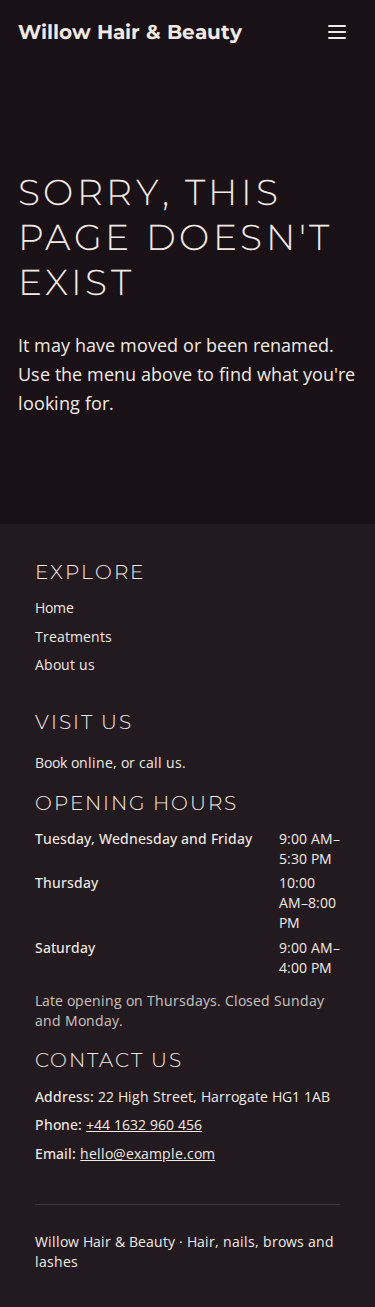 Willow Hair & Beauty
SORRY, THIS
PAGE DOESN'T
EXIST
It may have moved or been renamed.
Use the menu above to find what you're
looking for.
EXPLORE
Home
Treatments
About us
VISIT US
Book online, or call us.
OPENING HOURS
Tuesday, Wednesday and Friday 9:00 AM–
5:30 PM
Thursday 10:00
AM–8:00
PM
Saturday 9:00 AM–
4:00 PM
Late opening on Thursdays. Closed Sunday
and Monday.
CONTACT US
Address: 22 High Street, Harrogate HG1 1AB
Phone: +44 1632 960 456
Email: hello@example.com
Willow Hair & Beauty · Hair, nails, brows and
lashes